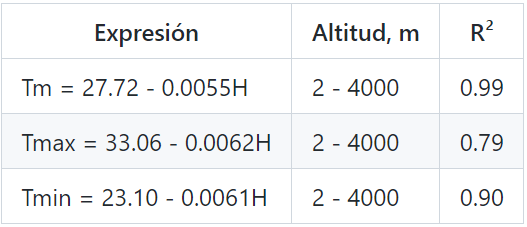 Expresión Altitud, m R²
Tm = 27.72 - 0.0055H 2 - 4000 0.99
Tmax = 33.06 - 0.0062H 2 - 4000 0.79
Tmin = 23.10 - 0.0061H 2 - 4000 0.90